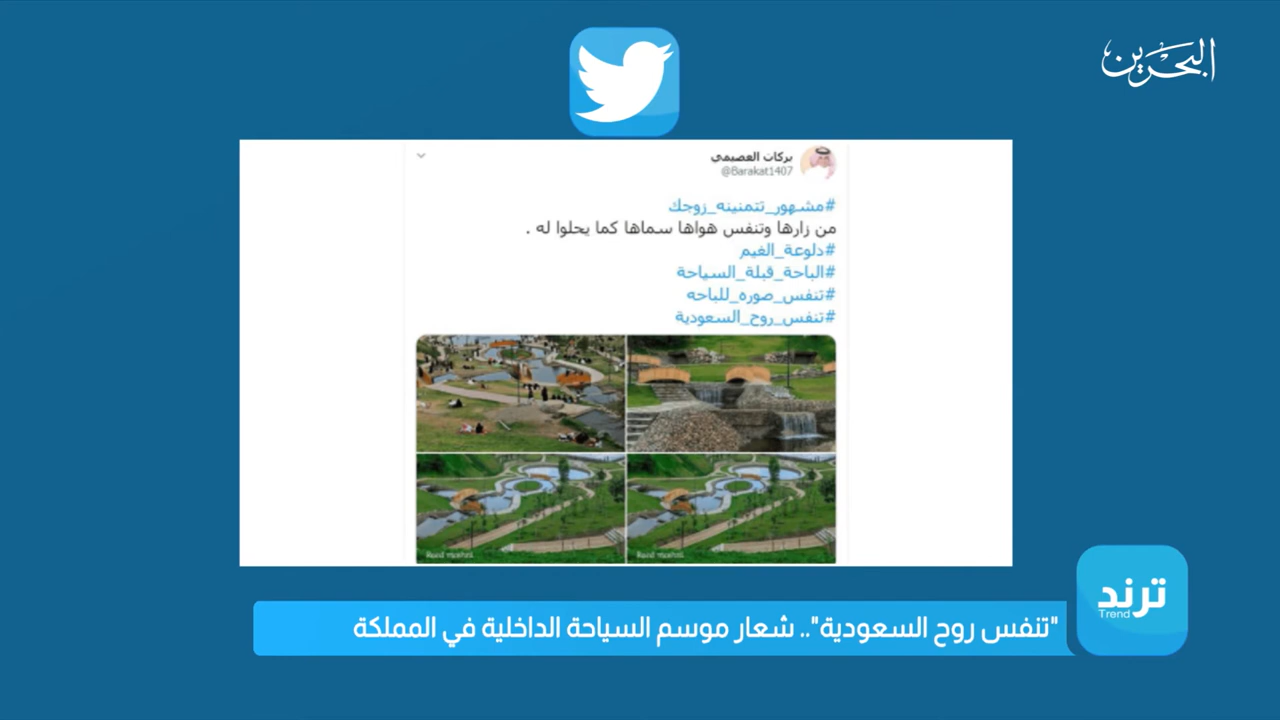 البحرين
بركات العصيمي
@Barakat1407
#مشهور_تتمنينه_زوجك
من زارها وتنفس هواها سماها كما يحلوا له .
#دلوعة_الغيم
#الباحة_قبلة_السياحة
#تنفس_صوره_للباحه
#تنفس_روح_السعودية
ترند
Trend
"تنفس روح السعودية".. شعار موسم السياحة الداخلية في المملكة